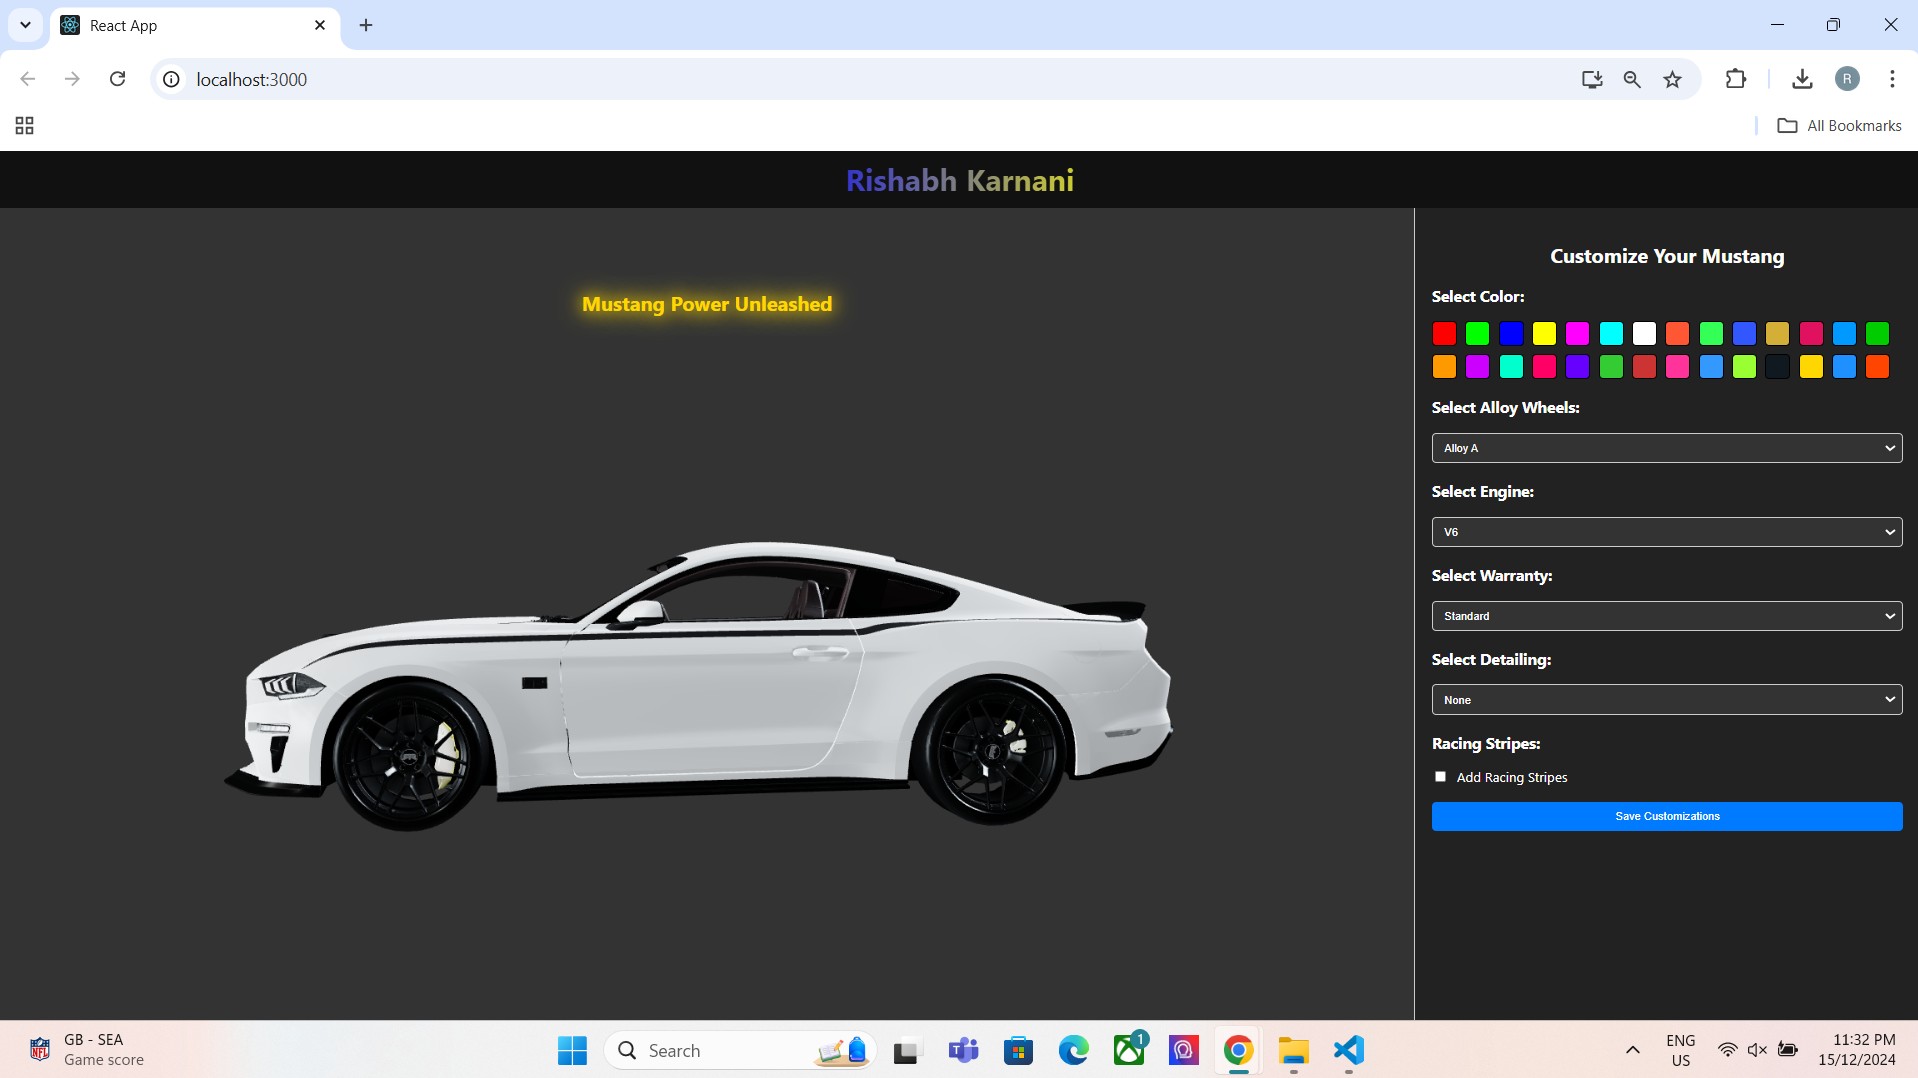 React App
localhost:3000
R
All Bookmarks
Rishabh Karnani
Mustang Power Unleashed
Customize Your Mustang
Select Color:
Select Alloy Wheels:
Alloy A
Select Engine:
V6
Select Warranty:
Standard
Select Detailing:
None
Racing Stripes:
Add Racing Stripes
Save Customizations
NFL
GB - SEA
Game score
Search
1
ENG
US
11:32 PM
15/12/2024